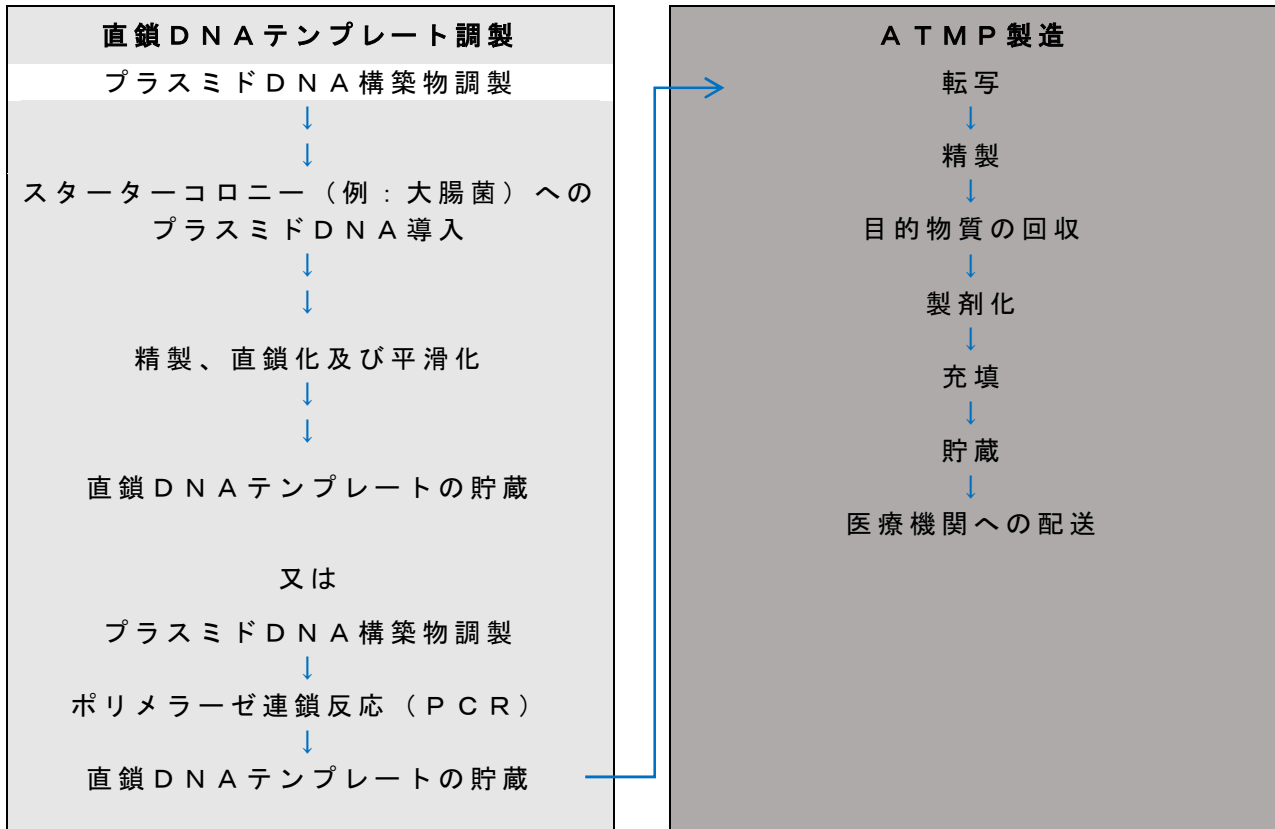 直鎖ＤＮＡテンプレート調製
プラスミドＤＮＡ構築物調製
↓
↓
スターターコロニー（例：大腸菌）への
プラスミドＤＮＡ導入
↓
↓
精製、直鎖化及び平滑化
↓
↓
直鎖ＤＮＡテンプレートの貯蔵
又は
プラスミドＤＮＡ構築物調製
↓
ポリメラーゼ連鎖反応（ＰＣＲ）
↓
直鎖ＤＮＡテンプレートの貯蔵
ＡＴＭＰ製造
転写
↓
精製
↓
目的物質の回収
↓
製剤化
↓
充填
↓
貯蔵
↓
医療機関への配送